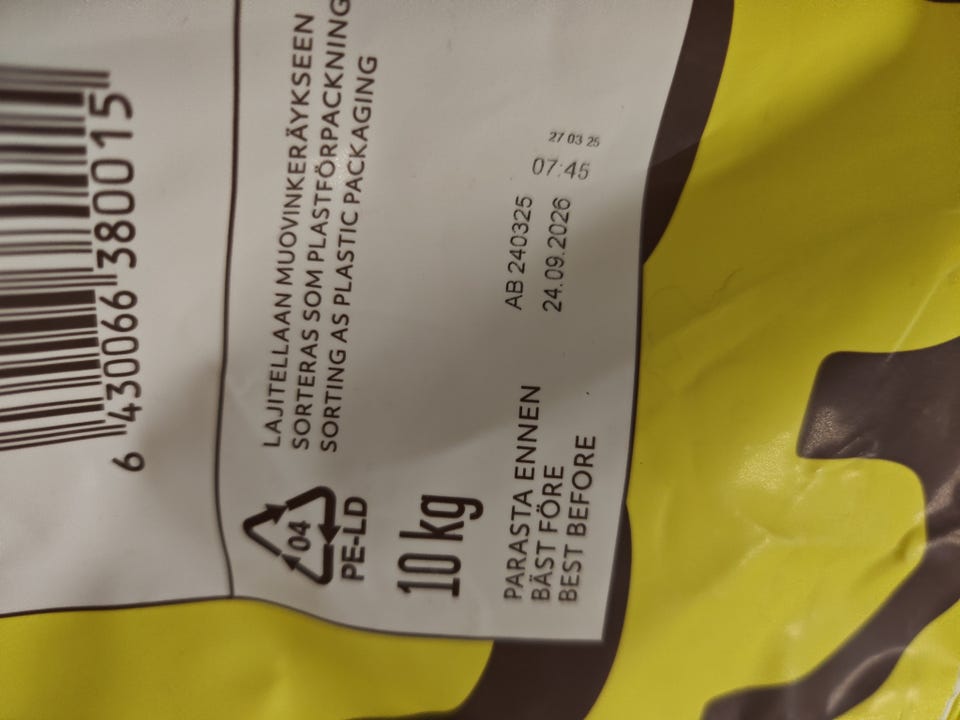 6 430066 380015
LAJITELLAAN MUOVINKERÄYKSEEN
SORTERAS SOM PLASTFÖRPACKNING
SORTING AS PLASTIC PACKAGING
04
PE-LD
10 kg
PARASTA ENNEN
BÄST FÖRE
BEST BEFORE
AB 240325
24.09.2026
07:45
27 03 25